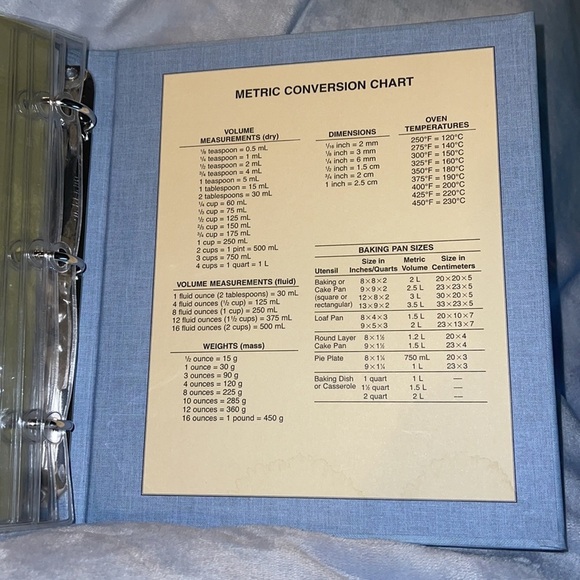 METRIC CONVERSION CHART
VOLUME
MEASUREMENTS (dry)
⅛ teaspoon = 0.5 mL
¼ teaspoon = 1 mL
½ teaspoon = 2 mL
¾ teaspoon = 4 mL
1 teaspoon = 5 mL
1 tablespoon = 15 mL
2 tablespoons = 30 mL
¼ cup = 60 mL
⅓ cup = 75 mL
½ cup = 125 mL
⅔ cup = 150 mL
¾ cup = 175 mL
1 cup = 250 mL
2 cups = 1 pint = 500 mL
3 cups = 750 mL
4 cups = 1 quart = 1 L
VOLUME MEASUREMENTS (fluid)
1 fluid ounce (2 tablespoons) = 30 mL
4 fluid ounces (½ cup) = 125 mL
8 fluid ounces (1 cup) = 250 mL
12 fluid ounces (1½ cups) = 375 mL
16 fluid ounces (2 cups) = 500 mL
WEIGHTS (mass)
½ ounce = 15 g
1 ounce = 30 g
3 ounces = 90 g
4 ounces = 120 g
8 ounces = 225 g
10 ounces = 285 g
12 ounces = 360 g
16 ounces = 1 pound = 450 g
DIMENSIONS
1/16 inch = 2 mm
⅛ inch = 3 mm
¼ inch = 6 mm
½ inch = 1.5 cm
¾ inch = 2 cm
1 inch = 2.5 cm
OVEN
TEMPERATURES
250°F = 120°C
275°F = 140°C
300°F = 150°C
325°F = 160°C
350°F = 180°C
375°F = 190°C
400°F = 200°C
425°F = 220°C
450°F = 230°C
BAKING PAN SIZES
Utensil Size in Inches/Quarts Metric Volume Size in Centimeters
Baking or 8×8×2 2 L 20×20×5
Cake Pan 9×9×2 2.5 L 23×23×5
(square or 12×8×2 3 L 30×20×5
rectangular) 13×9×2 3.5 L 33×23×5
Loaf Pan 8×4×3 1.5 L 20×10×7
9×5×3 2 L 23×13×7
Round Layer 8×1½ 1.2 L 20×4
Cake Pan 9×1½ 1.5 L 23×4
Pie Plate 8×1¼ 750 mL 20×3
9×1¼ 1 L 23×3
Baking Dish 1 quart 1 L —
or Casserole 1½ quart 1.5 L —
2 quart 2 L —